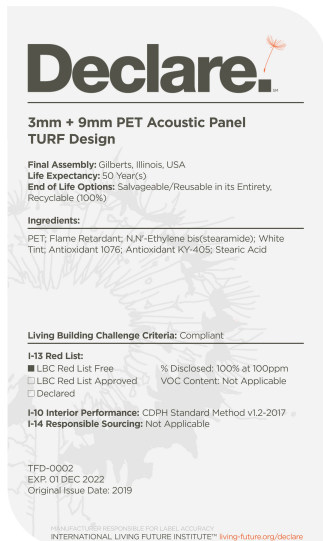 Declare.
SM
3mm + 9mm PET Acoustic Panel
TURF Design
Final Assembly: Gilberts, Illinois, USA
Life Expectancy: 50 Year(s)
End of Life Options: Salvageable/Reusable in its Entirety,
Recyclable (100%)
Ingredients:
PET; Flame Retardant; N,N'-Ethylene bis(stearamide); White
Tint; Antioxidant 1076; Antioxidant KY-405; Stearic Acid
Living Building Challenge Criteria: Compliant
I-13 Red List:
■ LBC Red List Free % Disclosed: 100% at 100ppm
□ LBC Red List Approved VOC Content: Not Applicable
□ Declared
I-10 Interior Performance: CDPH Standard Method v1.2-2017
I-14 Responsible Sourcing: Not Applicable
TFD-0002
EXP. 01 DEC 2022
Original Issue Date: 2019
MANUFACTURER RESPONSIBLE FOR LABEL ACCURACY
INTERNATIONAL LIVING FUTURE INSTITUTE™ living-future.org/declare